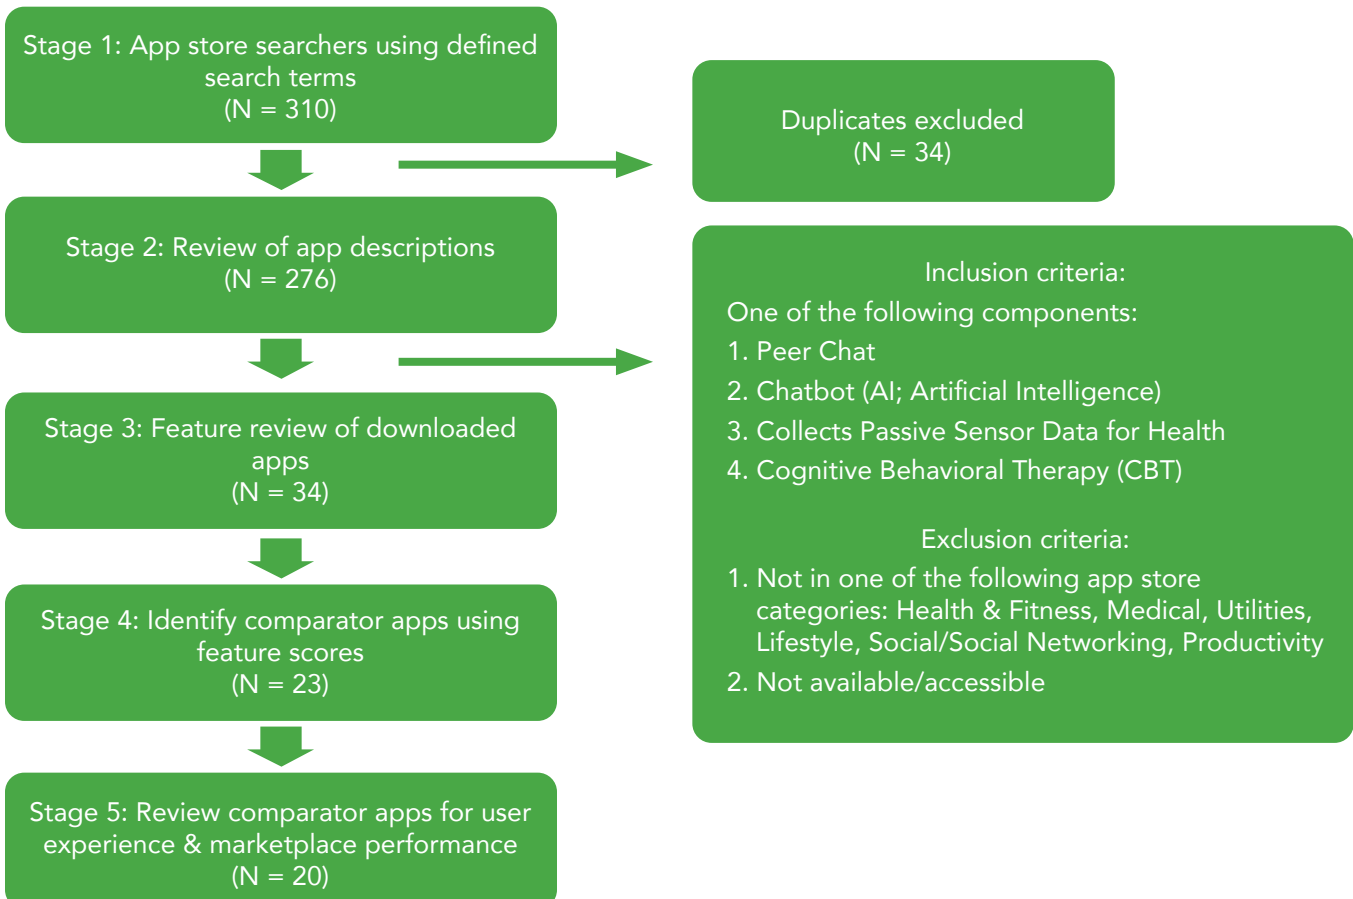 Stage 1: App store searchers using defined
search terms
(N = 310)
Duplicates excluded
(N = 34)
Stage 2: Review of app descriptions
(N = 276)
Inclusion criteria:
One of the following components:
1. Peer Chat
2. Chatbot (AI; Artificial Intelligence)
3. Collects Passive Sensor Data for Health
4. Cognitive Behavioral Therapy (CBT)
Exclusion criteria:
1. Not in one of the following app store
categories: Health & Fitness, Medical, Utilities,
Lifestyle, Social/Social Networking, Productivity
2. Not available/accessible
Stage 3: Feature review of downloaded
apps
(N = 34)
Stage 4: Identify comparator apps using
feature scores
(N = 23)
Stage 5: Review comparator apps for user
experience & marketplace performance
(N = 20)